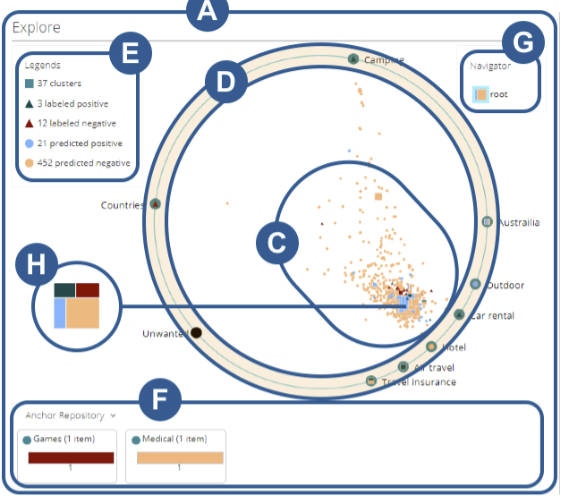 A
Explore
G
E
Legends
37 clusters
3 labeled positive
12 labeled negative
21 predicted positive
452 predicted negative
D
Camping
Navigator
root
Countries
C
Austrailia
H
Outdoor
Car rental
Unwanted
Hotel
Air travel
Travel Insurance
F
Anchor Repository
Games (1 item)
Medical (1 item)
1
1